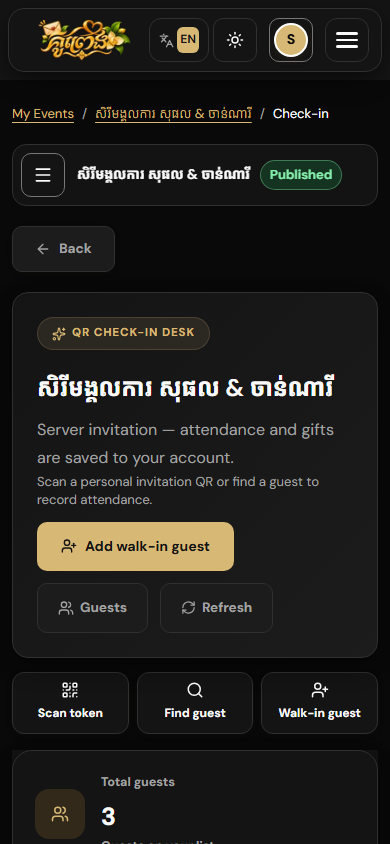 គូព្រេង
EN
S
My Events / សិរីមង្គលការ សុផល & ចាន់ណារី / Check-in
សិរីមង្គលការ សុផល & ចាន់ណារី Published
Back
QR CHECK-IN DESK
សិរីមង្គលការ សុផល & ចាន់ណារី
Server invitation — attendance and gifts
are saved to your account.
Scan a personal invitation QR or find a guest to
record attendance.
Add walk-in guest
Guests Refresh
Scan token Find guest Walk-in guest
Total guests
3